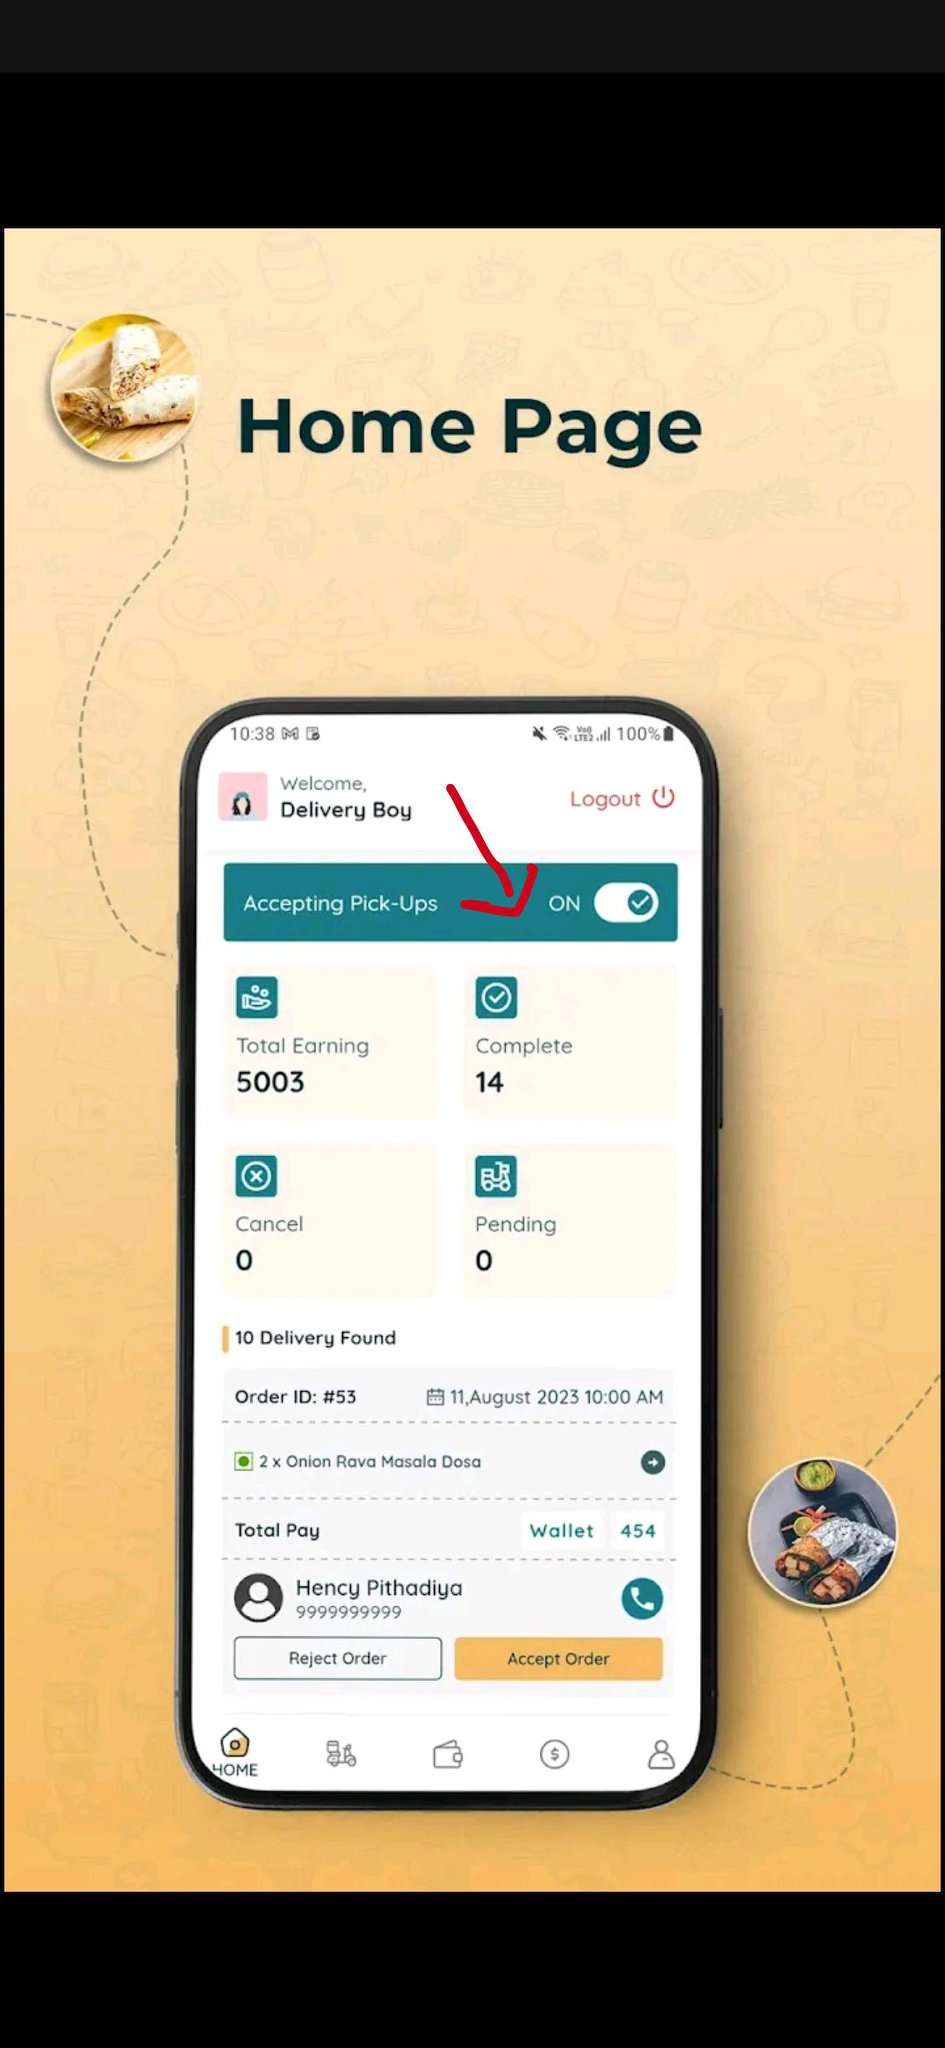 Home Page
10:38 Vo) LTE2 100%
Welcome,
Delivery Boy
Logout
Accepting Pick-Ups ON
Total Earning
5003
Complete
14
Cancel
0
Pending
0
10 Delivery Found
Order ID: #53 11,August 2023 10:00 AM
2 x Onion Rava Masala Dosa
Total Pay Wallet 454
Hency Pithadiya
9999999999
Reject Order Accept Order
HOME